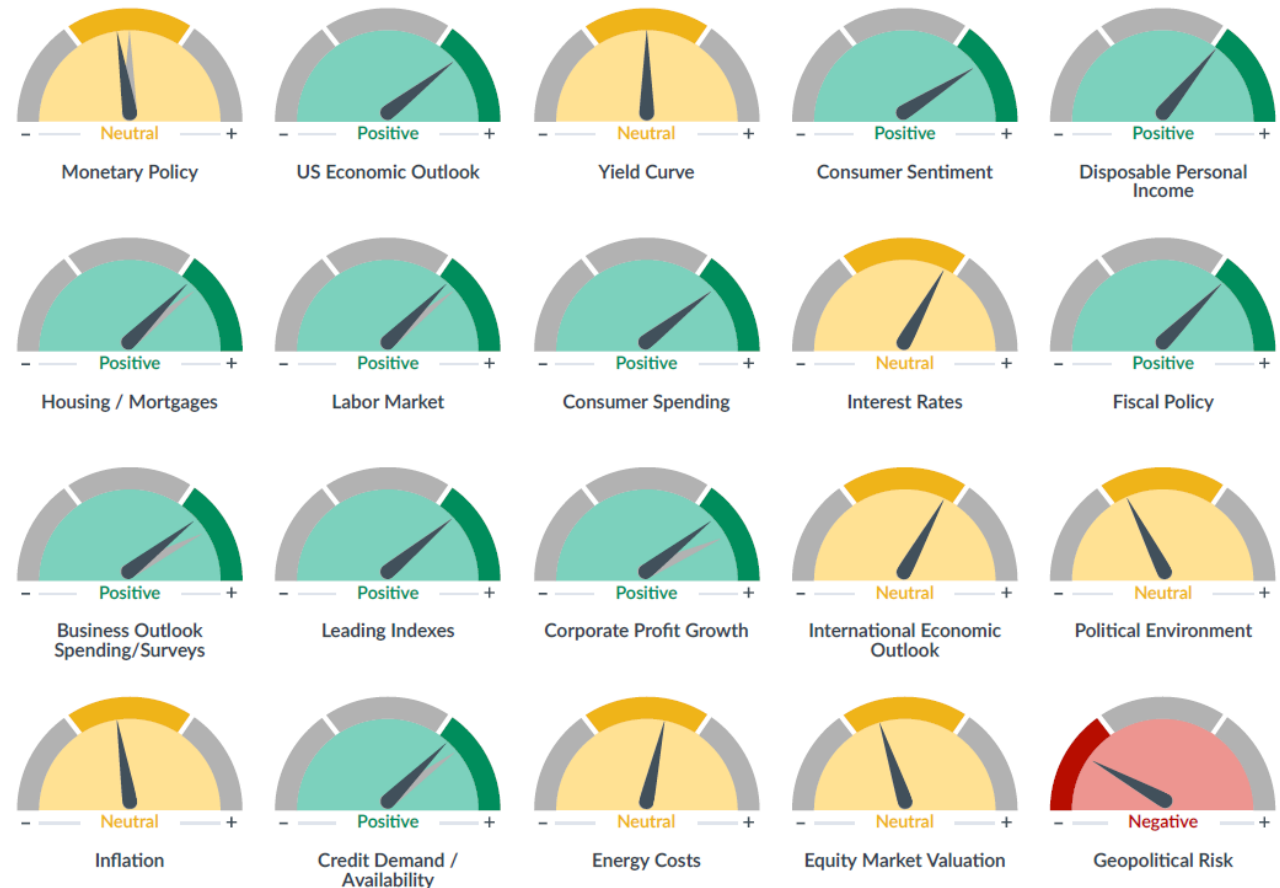 - Neutral +
Monetary Policy
- Positive +
US Economic Outlook
- Neutral +
Yield Curve
- Positive +
Consumer Sentiment
- Positive +
Disposable Personal
Income
- Positive +
Housing / Mortgages
- Positive +
Labor Market
- Positive +
Consumer Spending
- Neutral +
Interest Rates
- Positive +
Fiscal Policy
- Positive +
Business Outlook
Spending/Surveys
- Positive +
Leading Indexes
- Positive +
Corporate Profit Growth
- Neutral +
International Economic
Outlook
- Neutral +
Political Environment
- Neutral +
Inflation
- Positive +
Credit Demand /
Availability
- Neutral +
Energy Costs
- Neutral +
Equity Market Valuation
- Negative +
Geopolitical Risk